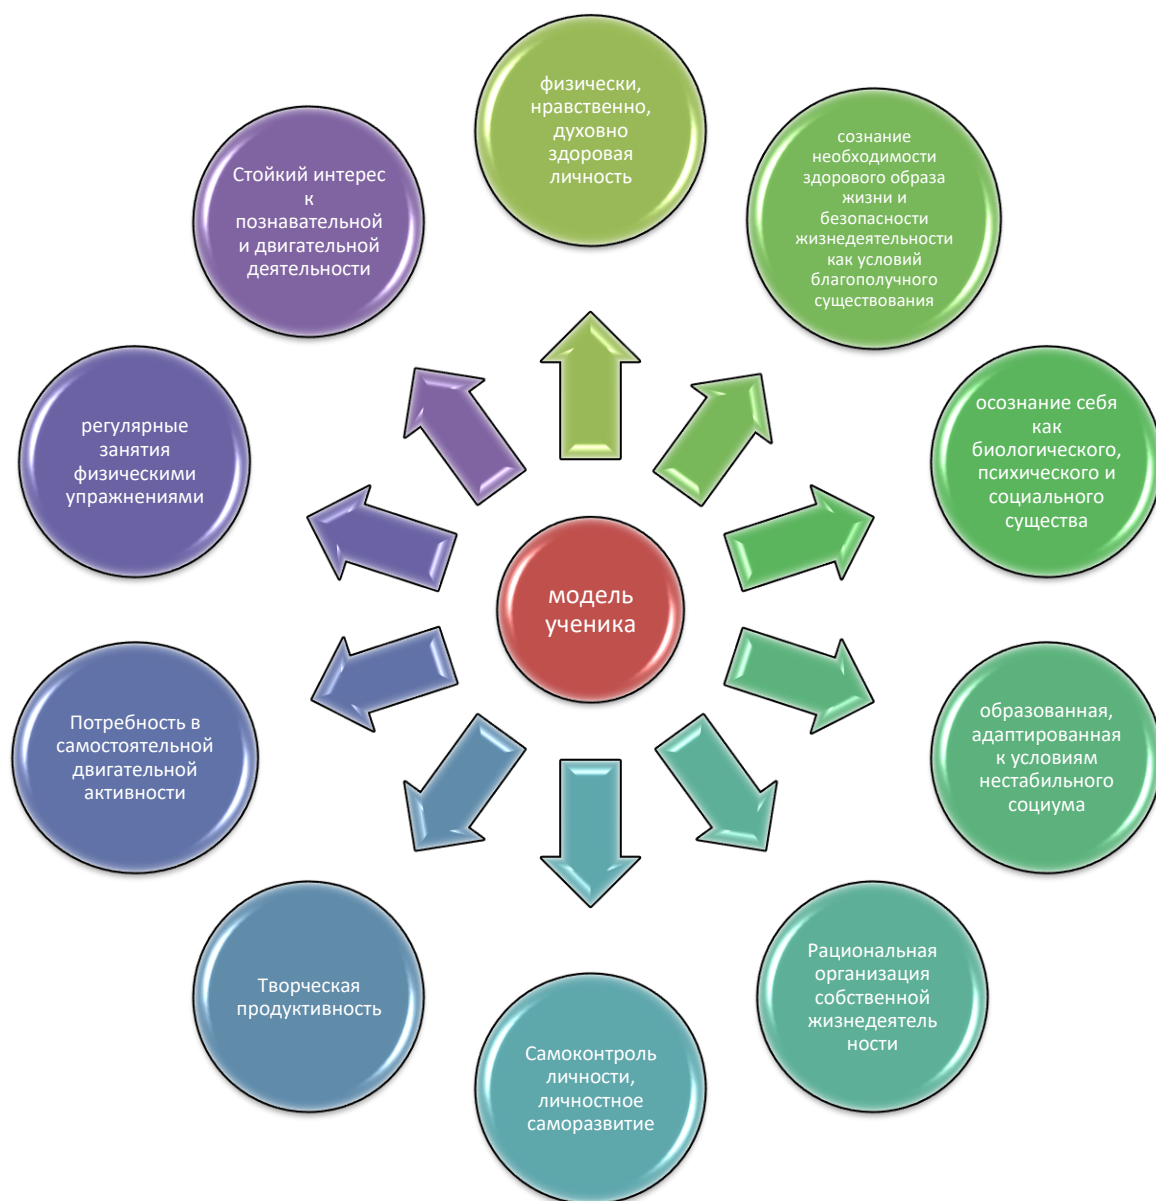 физически,
нравственно,
духовно
здоровая
личность
сознание
необходимости
здорового образа
жизни и
безопасности
жизнедеятельности
как условий
благополучного
существования
осознание себя
как
биологического,
психического и
социального
существа
образованная,
адаптированная
к условиям
нестабильного
социума
Рациональная
организация
собственной
жизнедеятель
ности
Самоконтроль
личности,
личностное
саморазвитие
Творческая
продуктивность
Потребность в
самостоятельной
двигательной
активности
регулярные
занятия
физическими
упражнениями
Стойкий интерес
к
познавательной
и двигательной
деятельности
модель
ученика